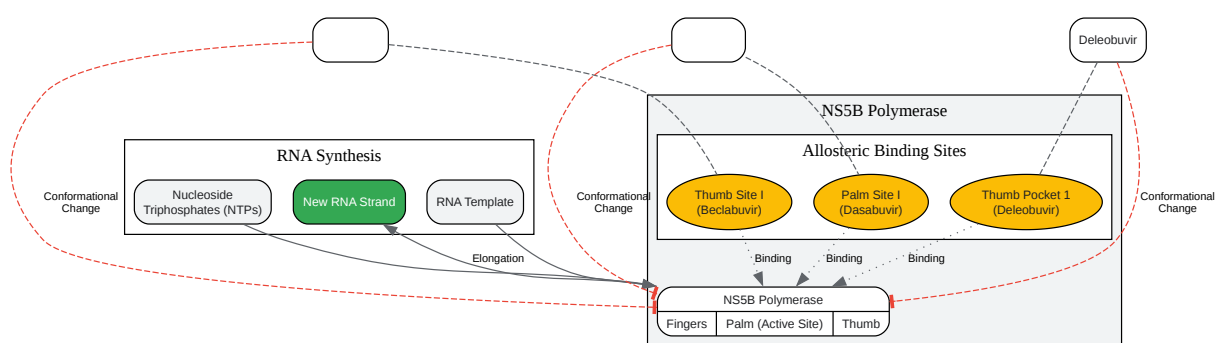 Deleobuvir
NS5B Polymerase
RNA Synthesis
Allosteric Binding Sites
Nucleoside
Triphosphates (NTPs)
New RNA Strand
RNA Template
Thumb Site I
(Beclabuvir)
Palm Site I
(Dasabuvir)
Thumb Pocket 1
(Deleobuvir)
Conformational
Change
Conformational
Change
Conformational
Change
Elongation
Binding
Binding
Binding
NS5B Polymerase
Fingers
Palm (Active Site)
Thumb